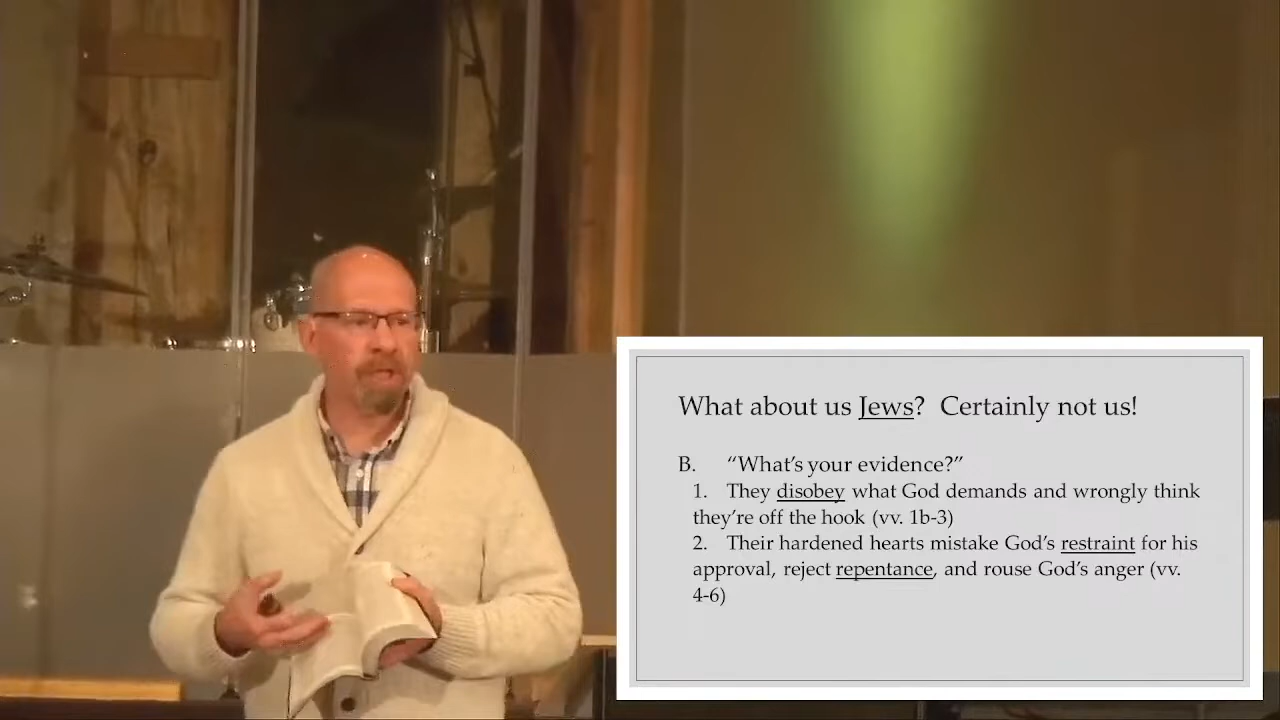 What about us Jews? Certainly not us!
B. “What’s your evidence?”
1. They disobey what God demands and wrongly think
they’re off the hook (vv. 1b-3)
2. Their hardened hearts mistake God’s restraint for his
approval, reject repentance, and rouse God’s anger (vv.
4-6)